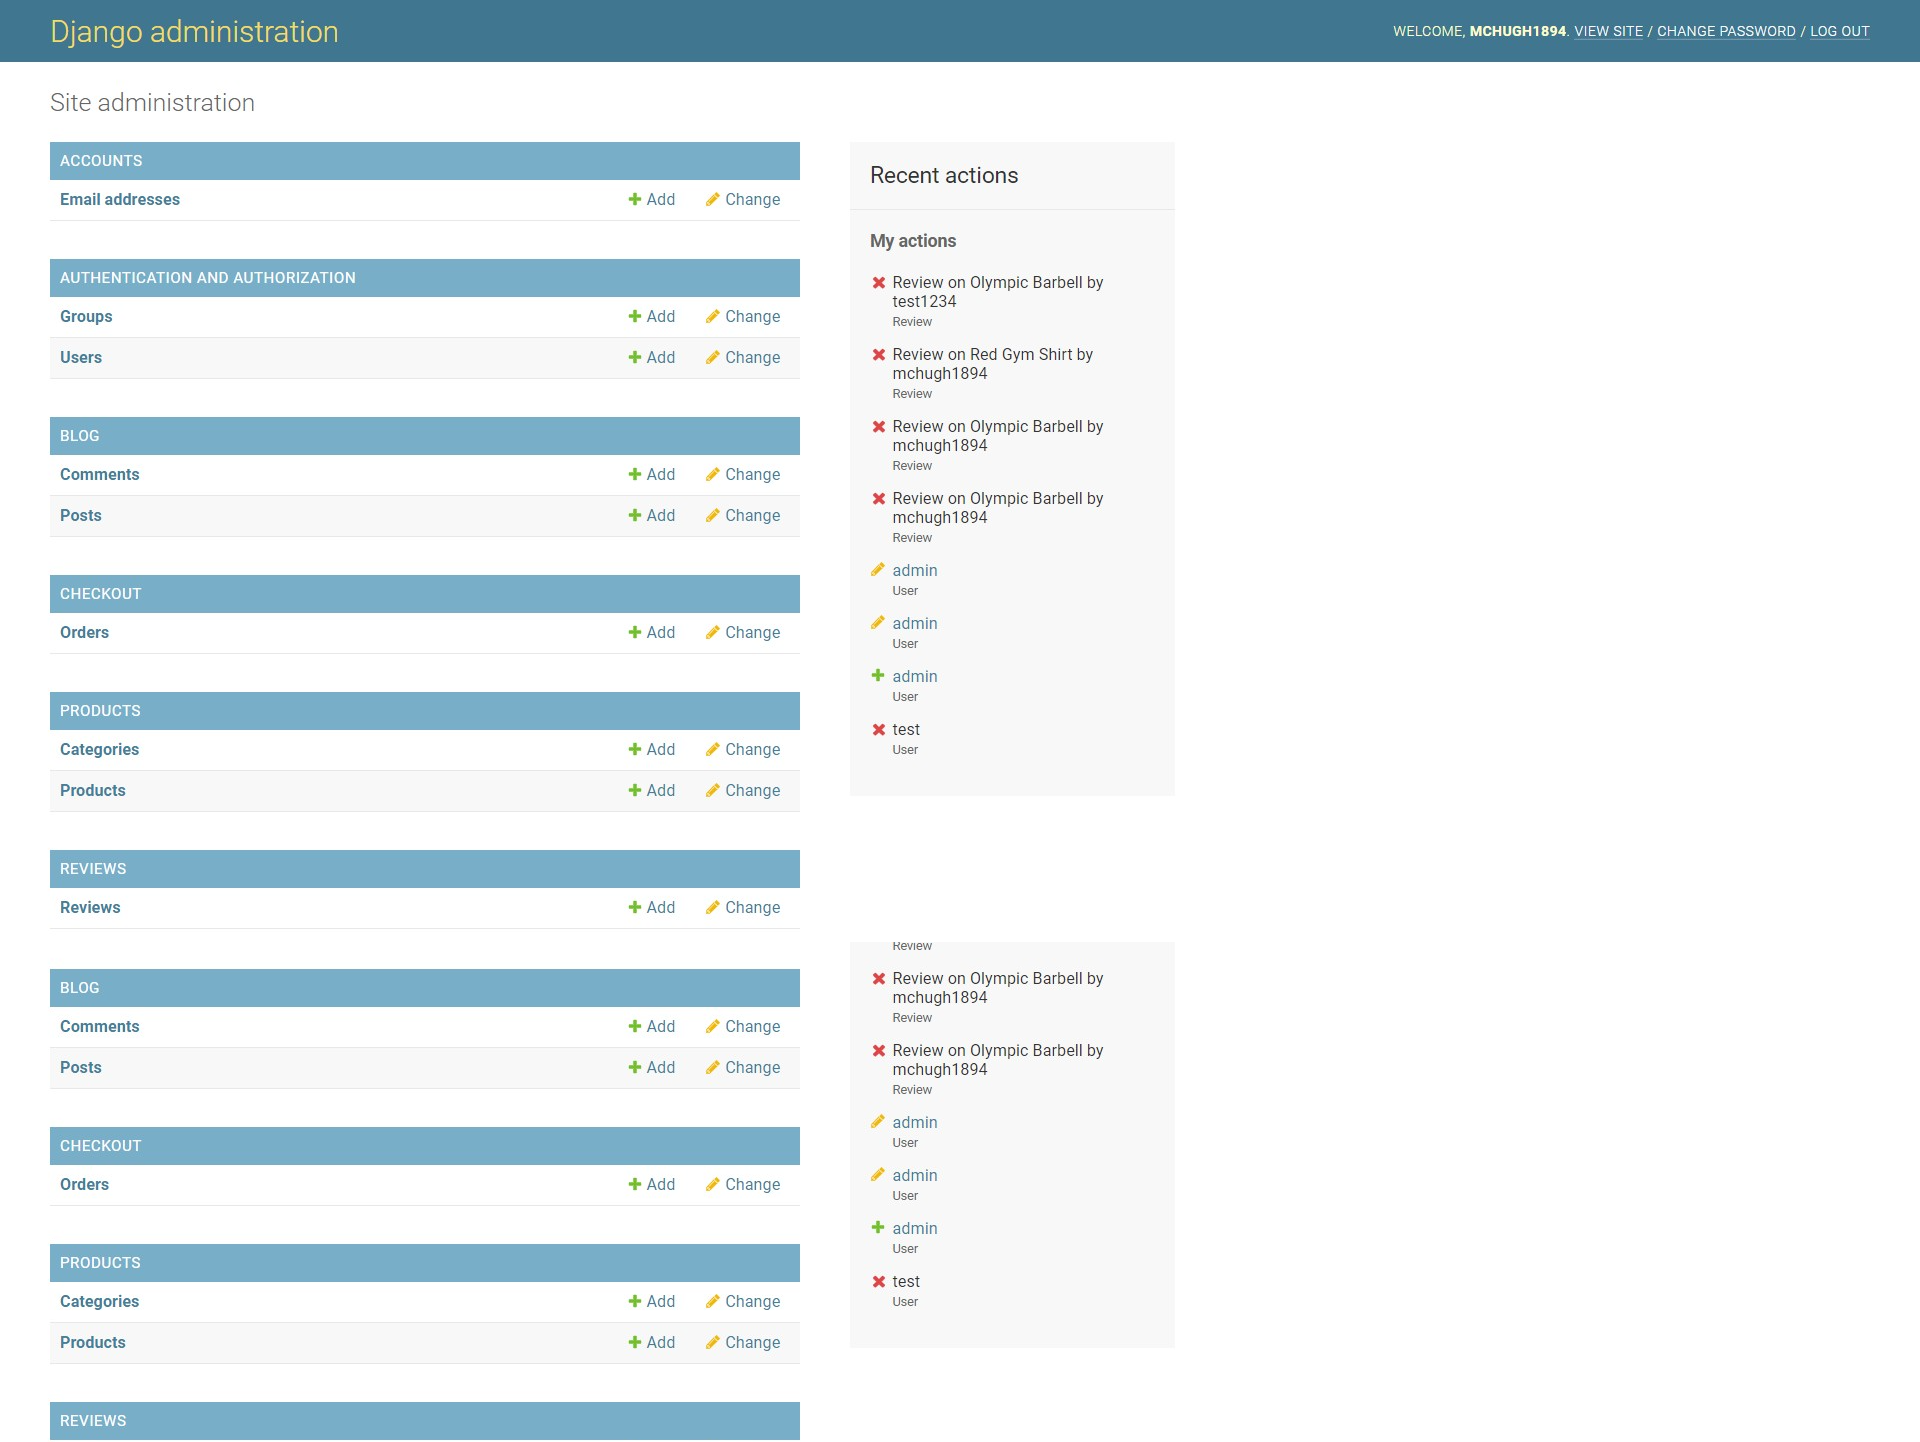 Django administration
WELCOME, MCHUGH1894. VIEW SITE / CHANGE PASSWORD / LOG OUT
Site administration
ACCOUNTS
Email addresses Add Change
AUTHENTICATION AND AUTHORIZATION
Groups Add Change
Users Add Change
BLOG
Comments Add Change
Posts Add Change
CHECKOUT
Orders Add Change
PRODUCTS
Categories Add Change
Products Add Change
REVIEWS
Reviews Add Change
BLOG
Comments Add Change
Posts Add Change
CHECKOUT
Orders Add Change
PRODUCTS
Categories Add Change
Products Add Change
REVIEWS
Recent actions
My actions
Review on Olympic Barbell by
test1234
Review
Review on Red Gym Shirt by
mchugh1894
Review
Review on Olympic Barbell by
mchugh1894
Review
Review on Olympic Barbell by
mchugh1894
Review
admin
User
admin
User
admin
User
test
User
Review
Review on Olympic Barbell by
mchugh1894
Review
Review on Olympic Barbell by
mchugh1894
Review
admin
User
admin
User
admin
User
test
User